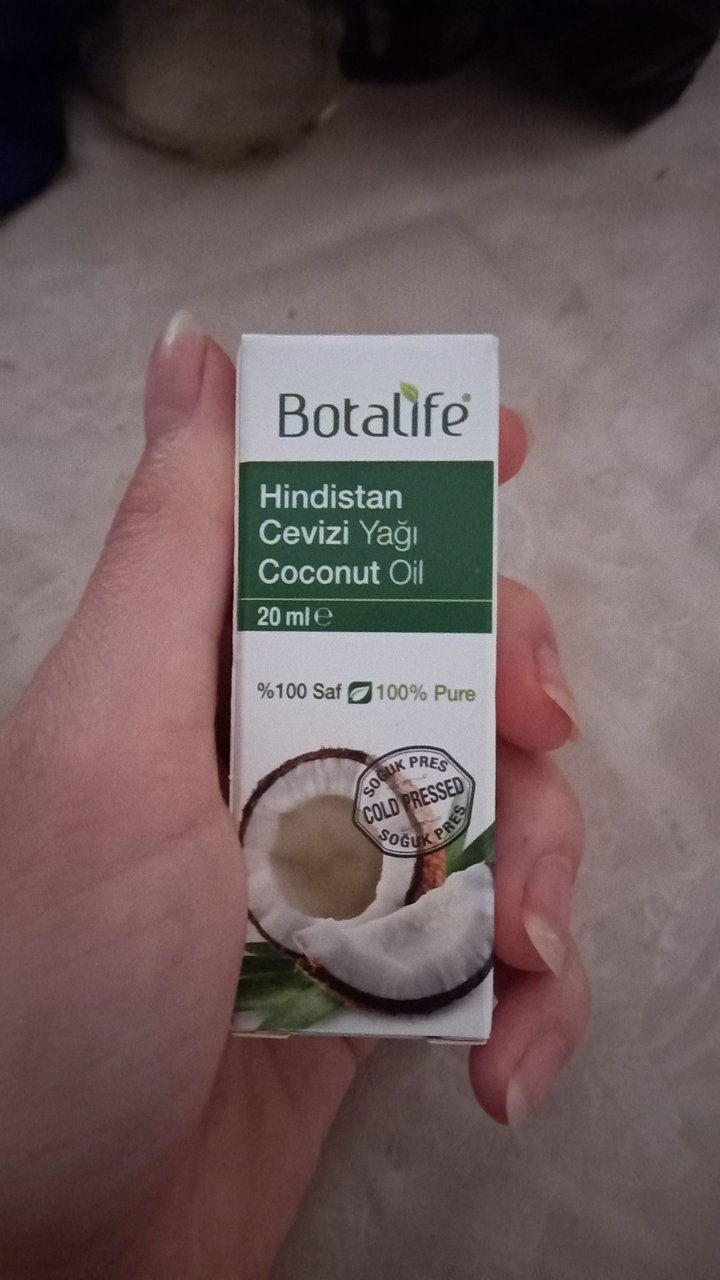 Botalife®
Hindistan
Cevizi Yağı
Coconut Oil
20 ml ℮
%100 Saf 100% Pure
SOĞUK PRES
COLD PRESSED
SOĞUK PRES